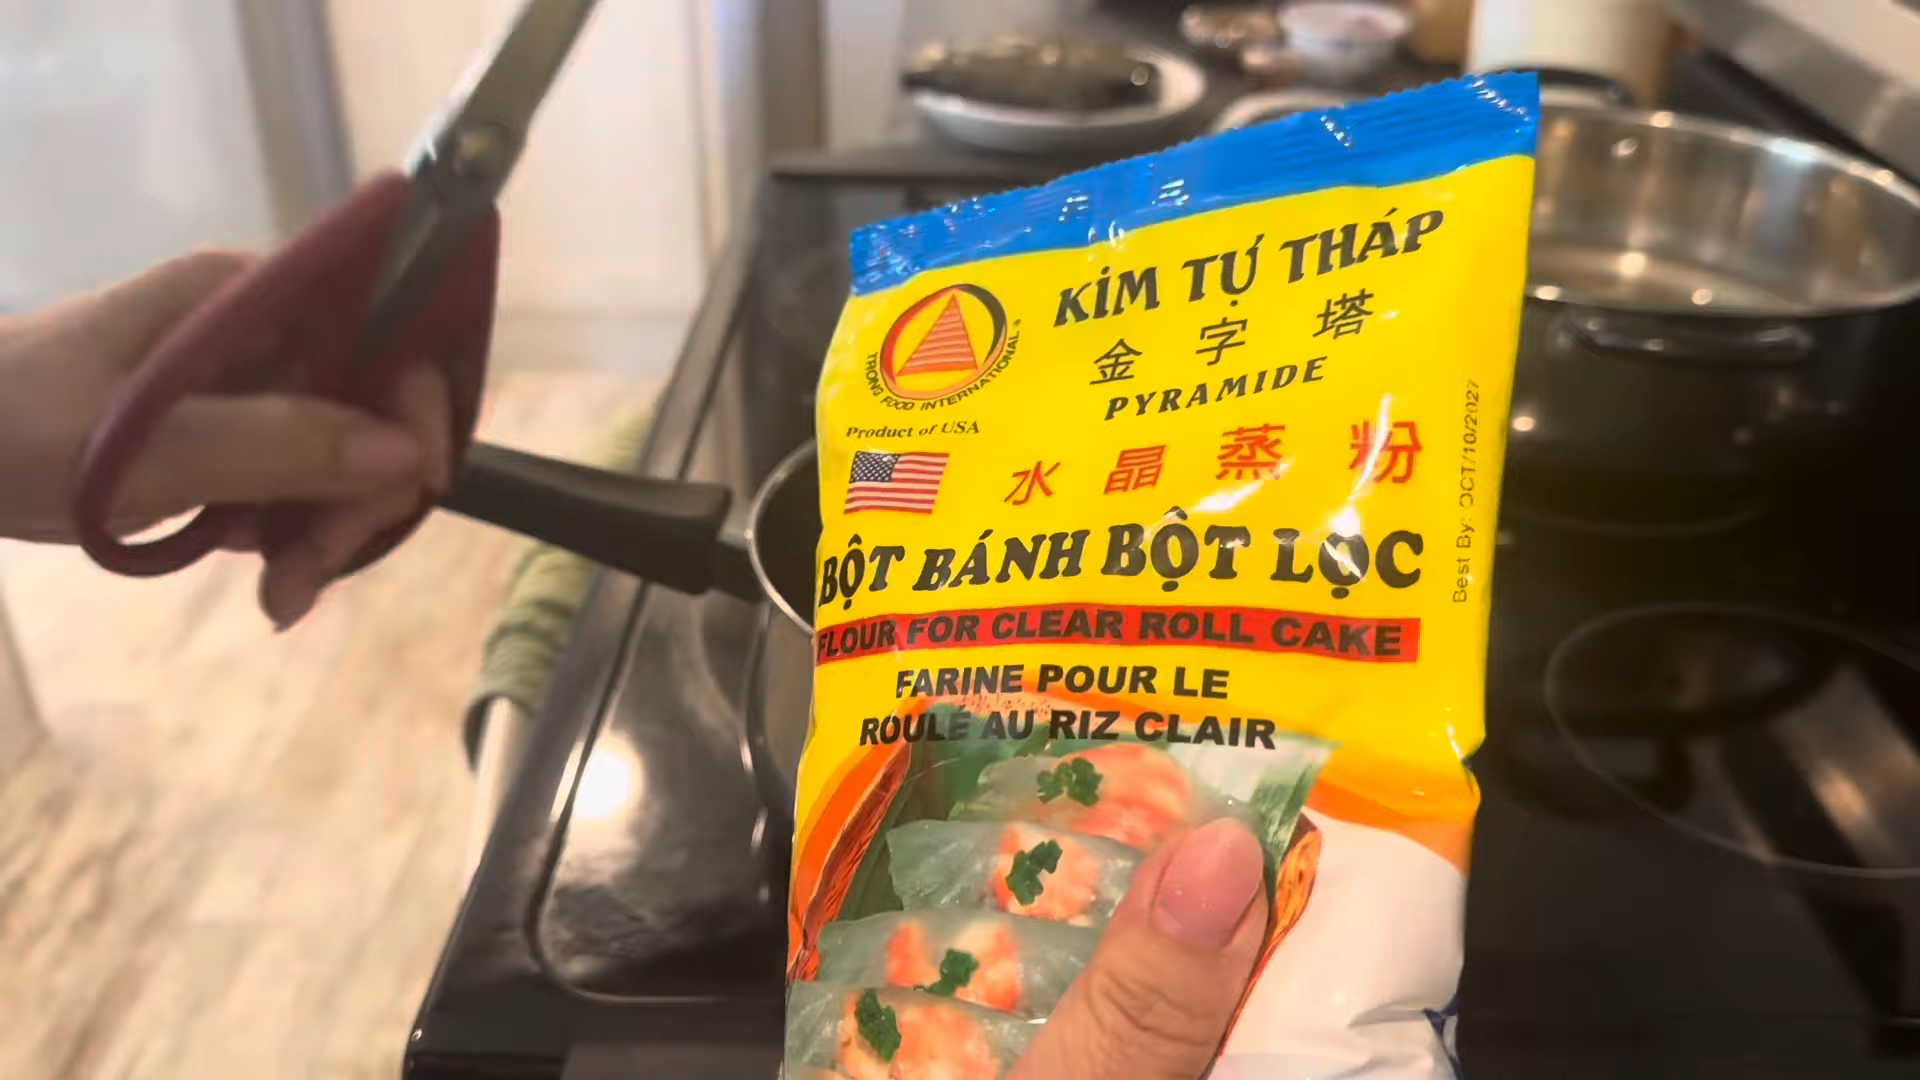 KIM TỰ THÁP
金字塔
PYRAMIDE
TRONG FOOD INTERNATIONAL
Product of USA
水晶蒸粉
BỘT BÁNH BỘT LỌC
FLOUR FOR CLEAR ROLL CAKE
FARINE POUR LE
ROULÉ AU RIZ CLAIR
Best By: OCT/10/2027